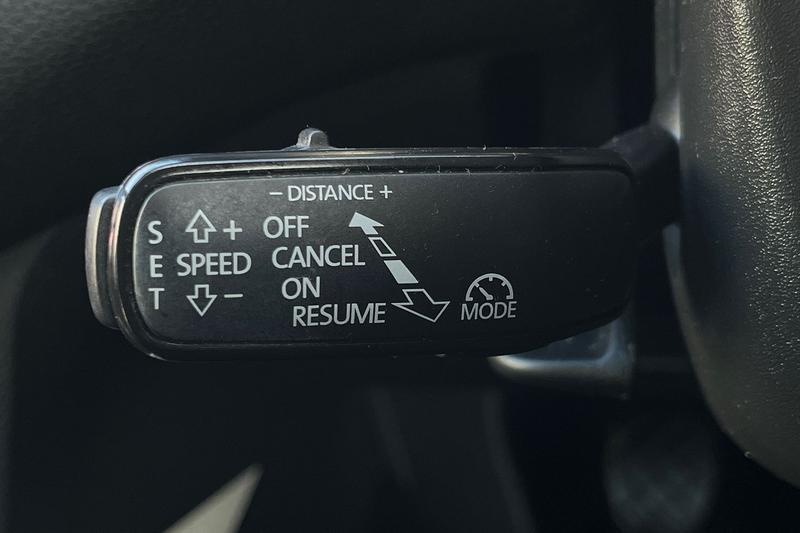 − DISTANCE +
S E T
+
SPEED
−
OFF
CANCEL
ON
RESUME
MODE